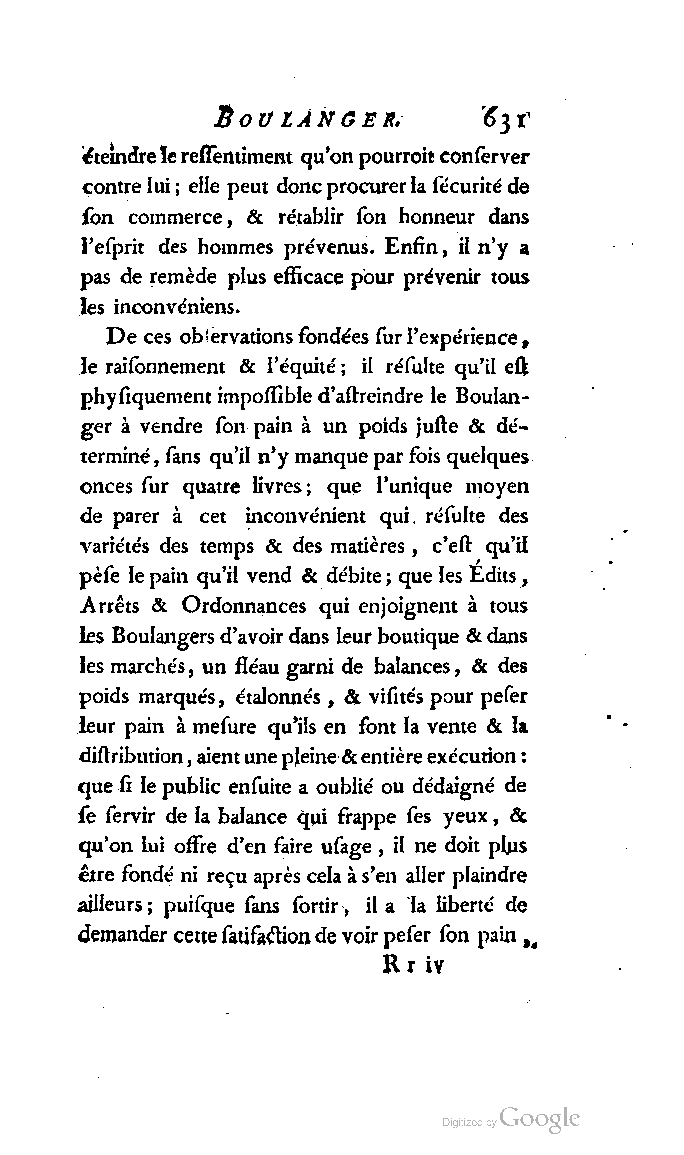 BOULANGER. 631
éteindre le reſſentiment qu'on pourroit conſerver
contre lui ; elle peut donc procurer la ſécurité de
ſon commerce, & rétablir ſon honneur dans
l'eſprit des hommes prévenus. Enfin, il n'y a
pas de remède plus efficace pour prévenir tous
les inconvéniens.
De ces obſervations fondées ſur l'expérience,
le raiſonnement & l'équité ; il réſulte qu'il eſt
phyſiquement impoſſible d'aſtreindre le Boulan-
ger à vendre ſon pain à un poids juſte & dé-
terminé, ſans qu'il n'y manque par fois quelques
onces ſur quatre livres ; que l'unique moyen
de parer à cet inconvénient qui réſulte des
variétés des temps & des matières, c'eſt qu'il
pèſe le pain qu'il vend & débite ; que les Édits,
Arrêts & Ordonnances qui enjoignent à tous
les Boulangers d'avoir dans leur boutique & dans
les marchés, un fléau garni de balances, & des
poids marqués, étalonnés, & viſités pour peſer
leur pain à meſure qu'ils en font la vente & la
diſtribution, aient une pleine & entière exécution :
que ſi le public enſuite a oublié ou dédaigné de
ſe ſervir de la balance qui frappe ſes yeux, &
qu'on lui offre d'en faire uſage, il ne doit plus
être fondé ni reçu après cela à s'en aller plaindre
ailleurs ; puiſque ſans ſortir, il a la liberté de
demander cette ſatiſaction de voir peſer ſon pain,
R r iv
Digitized by Google